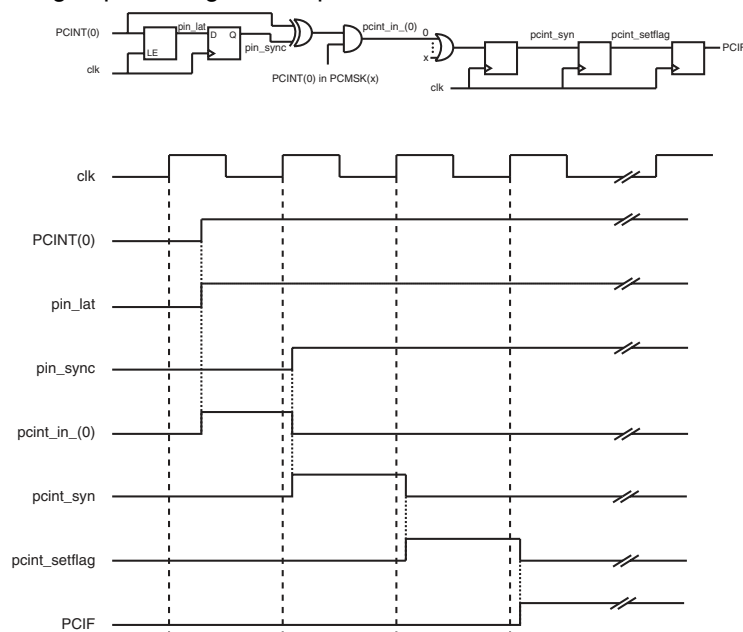 PCINT(0)
pin_lat
D Q
LE
pin_sync
clk
PCINT(0) in PCMSK(x)
pcint_in_(0)
0
x
clk
pcint_syn
pcint_setflag
PCIF
clk
PCINT(0)
pin_lat
pin_sync
pcint_in_(0)
pcint_syn
pcint_setflag
PCIF